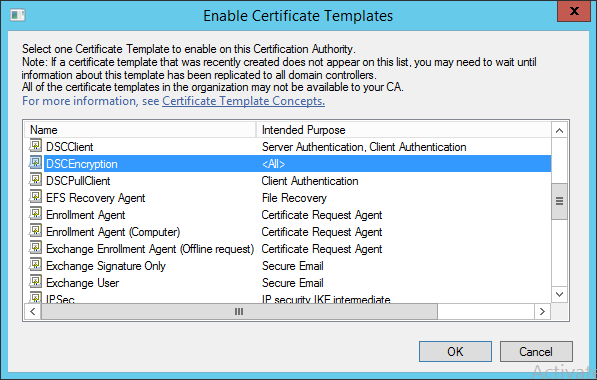 Enable Certificate Templates
Select one Certificate Template to enable on this Certification Authority.
Note: If a certificate template that was recently created does not appear on this list, you may need to wait until
information about this template has been replicated to all domain controllers.
All of the certificate templates in the organization may not be available to your CA.
For more information, see Certificate Template Concepts.
Name Intended Purpose
DSCClient Server Authentication, Client Authentication
DSCEncryption <All>
DSCPullClient Client Authentication
EFS Recovery Agent File Recovery
Enrollment Agent Certificate Request Agent
Enrollment Agent (Computer) Certificate Request Agent
Exchange Enrollment Agent (Offline request) Certificate Request Agent
Exchange Signature Only Secure Email
Exchange User Secure Email
IPSec IP security IKE intermediate
OK Cancel
Activat